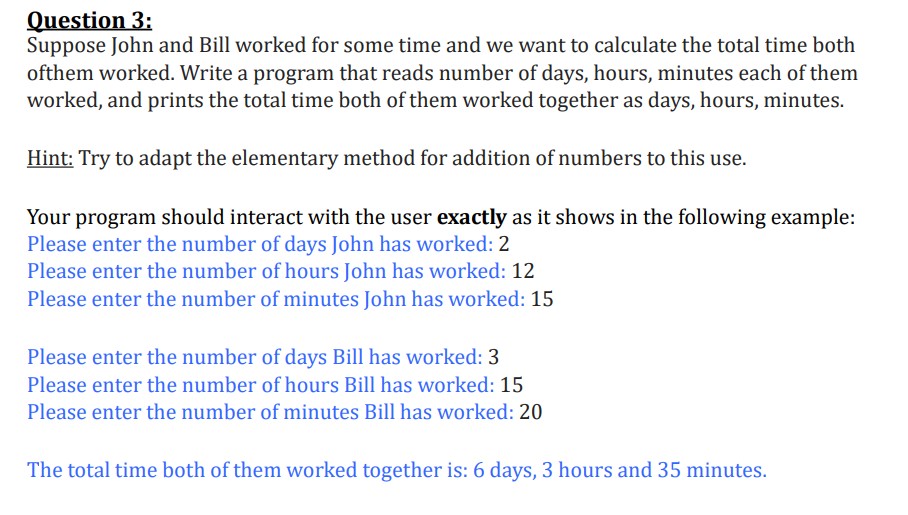 Question 3:
Suppose John and Bill worked for some time and we want to calculate the total time both
ofthem worked. Write a program that reads number of days, hours, minutes each of them
worked, and prints the total time both of them worked together as days, hours, minutes.
Hint: Try to adapt the elementary method for addition of numbers to this use.
Your program should interact with the user exactly as it shows in the following example:
Please enter the number of days John has worked: 2
Please enter the number of hours John has worked: 12
Please enter the number of minutes John has worked: 15
Please enter the number of days Bill has worked: 3
Please enter the number of hours Bill has worked: 15
Please enter the number of minutes Bill has worked: 20
The total time both of them worked together is: 6 days, 3 hours and 35 minutes.